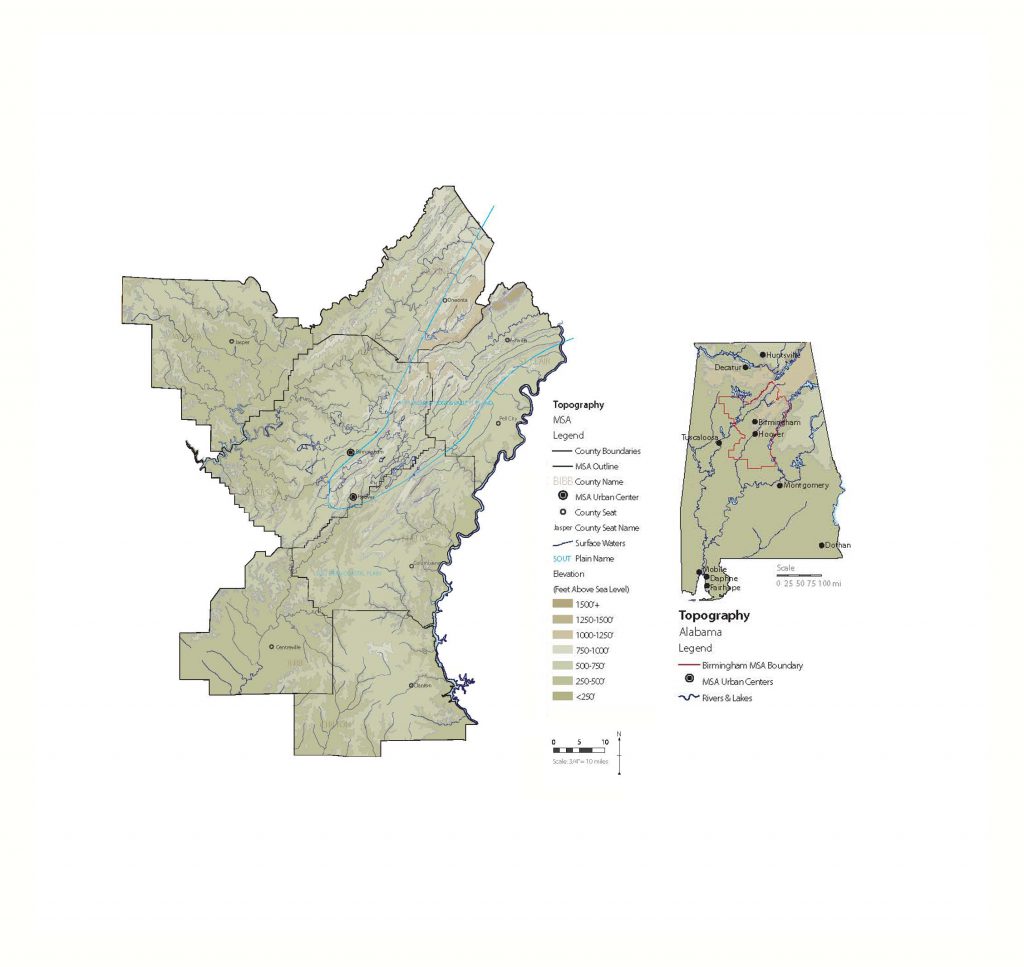 Oneonta
Jasper
Ashville
Pell City
Birmingham
Hoover
Columbiana
COASTAL PLAIN
Centreville
BIBB
Clanton
Topography
MSA
Legend
County Boundaries
MSA Outline
BIBB County Name
MSA Urban Center
County Seat
Jasper County Seat Name
Surface Waters
SOUT Plain Name
Elevation
(Feet Above Sea Level)
1500'+
1250-1500'
1000-1250'
750-1000'
500-750'
250-500'
<250'
0 5 10
Scale: 3/4"= 10 miles
N
Huntsville
Decatur
Birmingham
Hoover
Tuscaloosa
Montgomery
Dothan
Mobile
Daphne
Fairhope
Scale
0 25 50 75 100 mi
Topography
Alabama
Legend
Birmingham MSA Boundary
MSA Urban Centers
Rivers & Lakes